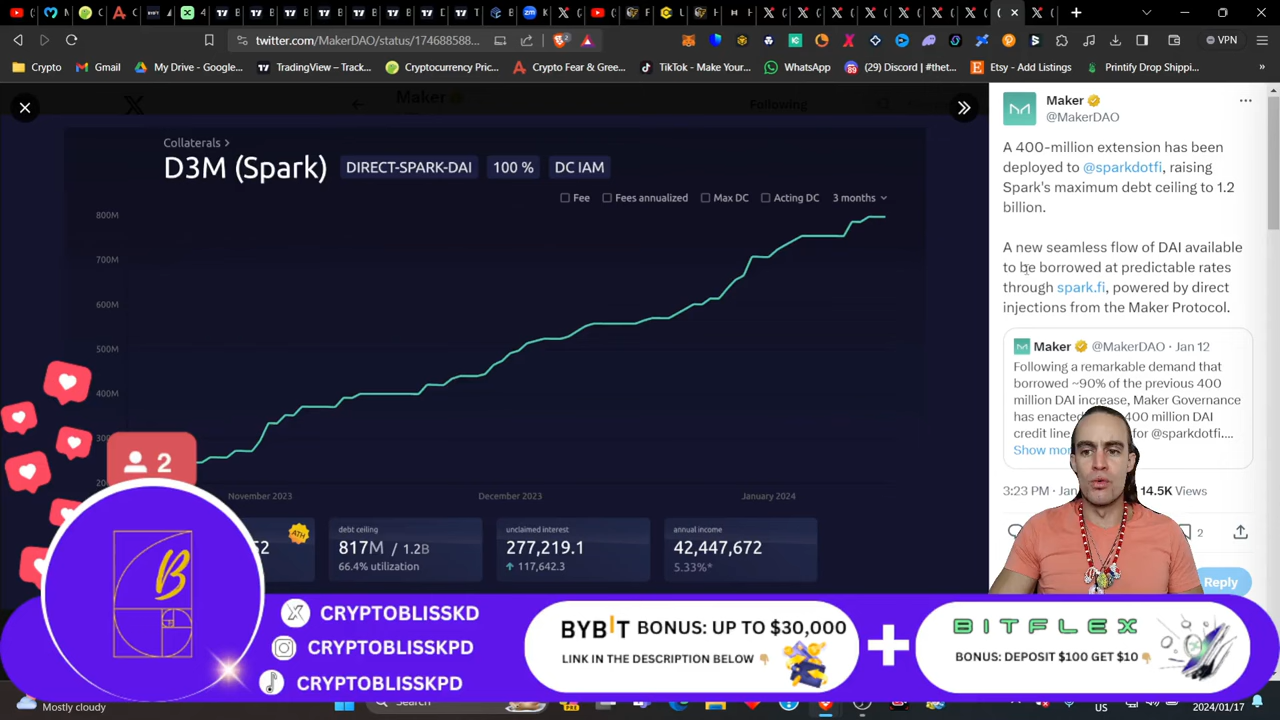 twitter.com/MakerDAO/status/174688588...
VPN
Crypto
Gmail
My Drive - Google...
TradingView – Track...
Cryptocurrency Pric...
Crypto Fear & Gree...
TikTok - Make Your...
WhatsApp
(29) Discord | #thet...
Etsy - Add Listings
Printify Drop Shippi...
Maker
Following
Collaterals >
D3M (Spark)
DIRECT-SPARK-DAI
100 %
DC IAM
Fee
Fees annualized
Max DC
Acting DC
3 months
800M
700M
600M
500M
400M
November 2023
December 2023
January 2024
debt ceiling
817M / 1.2B
66.4% utilization
unclaimed interest
277,219.1
117,642.3
annual income
42,447,672
5.33%*
Maker
@MakerDAO
A 400-million extension has been
deployed to @sparkdotfi, raising
Spark's maximum debt ceiling to 1.2
billion.
A new seamless flow of DAI available
to be borrowed at predictable rates
through spark.fi, powered by direct
injections from the Maker Protocol.
Maker @MakerDAO · Jan 12
Following a remarkable demand that
borrowed ~90% of the previous 400
million DAI increase, Maker Governance
has enacted 400 million DAI
credit line for @sparkdotfi....
Show
3:23 PM
14.5K Views
2
Reply
2
B
CRYPTOBLISSKD
CRYPTOBLISSKPD
CRYPTOBLISSKPD
BYBIT BONUS: UP TO $30,000
LINK IN THE DESCRIPTION BELOW
+
BITFLEX
BONUS: DEPOSIT $100 GET $10
Mostly cloudy
Search
US
2024/01/17